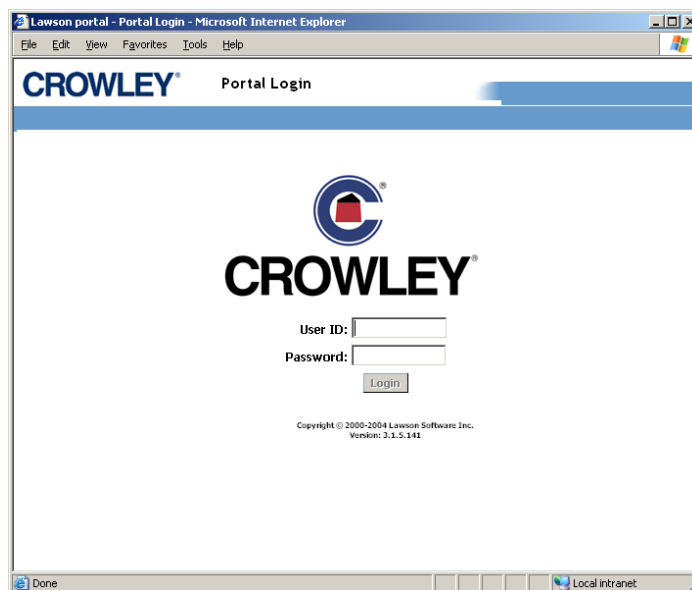 Lawson portal - Portal Login - Microsoft Internet Explorer
File Edit View Favorites Tools Help
CROWLEY® Portal Login
®
CROWLEY®
User ID:
Password:
Login
Copyright © 2000-2004 Lawson Software Inc.
Version: 3.1.5.141
Done Local intranet